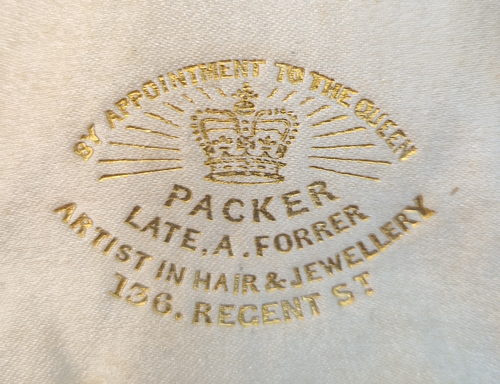 BY APPOINTMENT TO THE QUEEN
PACKER
LATE. A. FORRER
ARTIST IN HAIR & JEWELLERY
136. REGENT ST